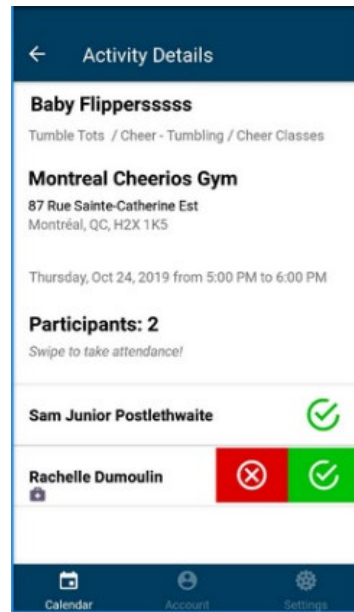 Activity Details
Baby Flippersssss
Tumble Tots / Cheer - Tumbling / Cheer Classes
Montreal Cheerios Gym
87 Rue Sainte-Catherine Est
Montréal, QC, H2X 1K5
Thursday, Oct 24, 2019 from 5:00 PM to 6:00 PM
Participants: 2
Swipe to take attendance!
Sam Junior Postlethwaite
Rachelle Dumoulin
Calendar Account Settings